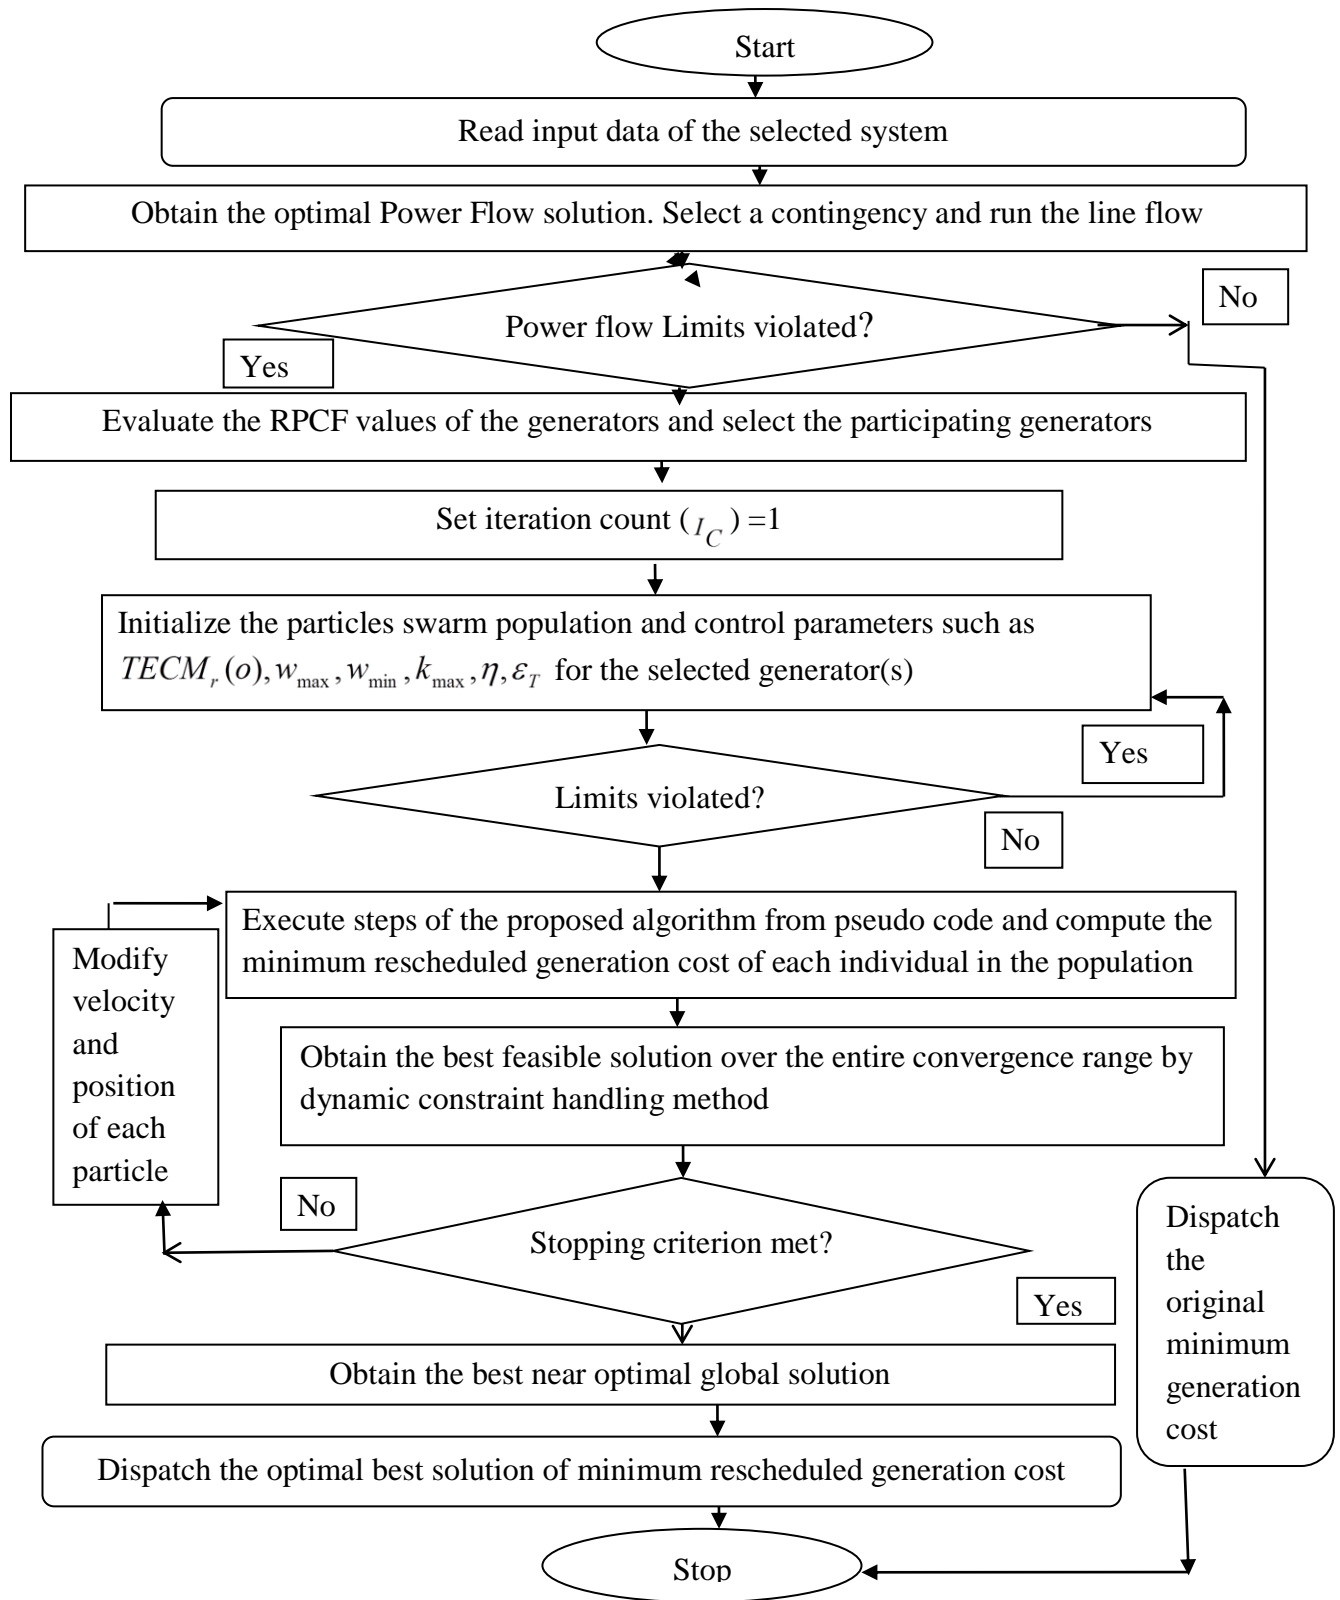 Start
Read input data of the selected system
Obtain the optimal Power Flow solution. Select a contingency and run the line flow
No
Power flow Limits violated?
Yes
Evaluate the RPCF values of the generators and select the participating generators
Set iteration count (I_C) =1
Initialize the particles swarm population and control parameters such as
TECM_r(o), w_max, w_min, k_max, η, ε_T for the selected generator(s)
Yes
Limits violated?
No
Execute steps of the proposed algorithm from pseudo code and compute the
minimum rescheduled generation cost of each individual in the population
Modify
velocity
and
position
of each
particle
Obtain the best feasible solution over the entire convergence range by
dynamic constraint handling method
No
Stopping criterion met?
Yes
Dispatch
the
original
minimum
generation
cost
Obtain the best near optimal global solution
Dispatch the optimal best solution of minimum rescheduled generation cost
Stop